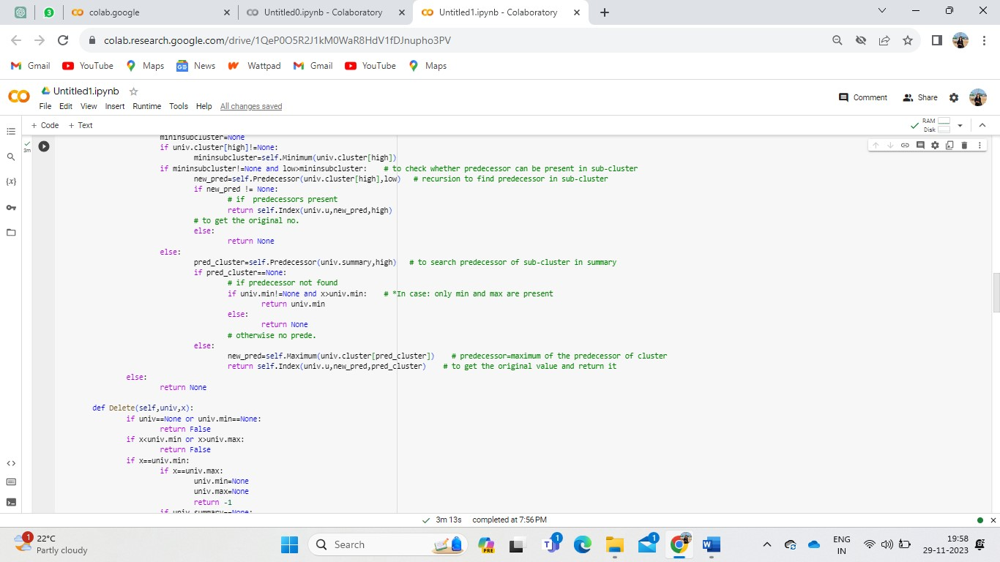 3 colab.google Untitled0.ipynb - Colaboratory Untitled1.ipynb - Colaboratory
colab.research.google.com/drive/1QeP0O5R2J1kM0WaR8HdV1fDJnupho3PV
Gmail YouTube Maps News Wattpad Gmail YouTube Maps
Untitled1.ipynb
File Edit View Insert Runtime Tools Help All changes saved
Comment Share
+ Code + Text
RAM
Disk
3m
mininsubcluster=None
if univ.cluster[high]!=None:
mininsubcluster=self.Minimum(univ.cluster[high])
if mininsubcluster!=None and low>mininsubcluster: # to check whether predecessor can be present in sub-cluster
new_pred=self.Predecessor(univ.cluster[high],low) # recursion to find predecessor in sub-cluster
if new_pred != None:
# if predecessors present
return self.Index(univ.u,new_pred,high)
# to get the original no.
else:
return None
else:
pred_cluster=self.Predecessor(univ.summary,high) # to search predecessor of sub-cluster in summary
if pred_cluster==None:
# if predecessor not found
if univ.min!=None and x>univ.min: # *In case: only min and max are present
return univ.min
else:
return None
# otherwise no prede.
else:
new_pred=self.Maximum(univ.cluster[pred_cluster]) # predecessor=maximum of the predecessor of cluster
return self.Index(univ.u,new_pred,pred_cluster) # to get the original value and return it
else:
return None
def Delete(self,univ,x):
if univ==None or univ.min==None:
return False
if x<univ.min or x>univ.max:
return False
if x==univ.min:
if x==univ.max:
univ.min=None
univ.max=None
return -1
if univ.summary==None:
3m 13s completed at 7:56 PM
1 22°C
Partly cloudy
Search
PRE
1
1
ENG
IN
19:58
29-11-2023